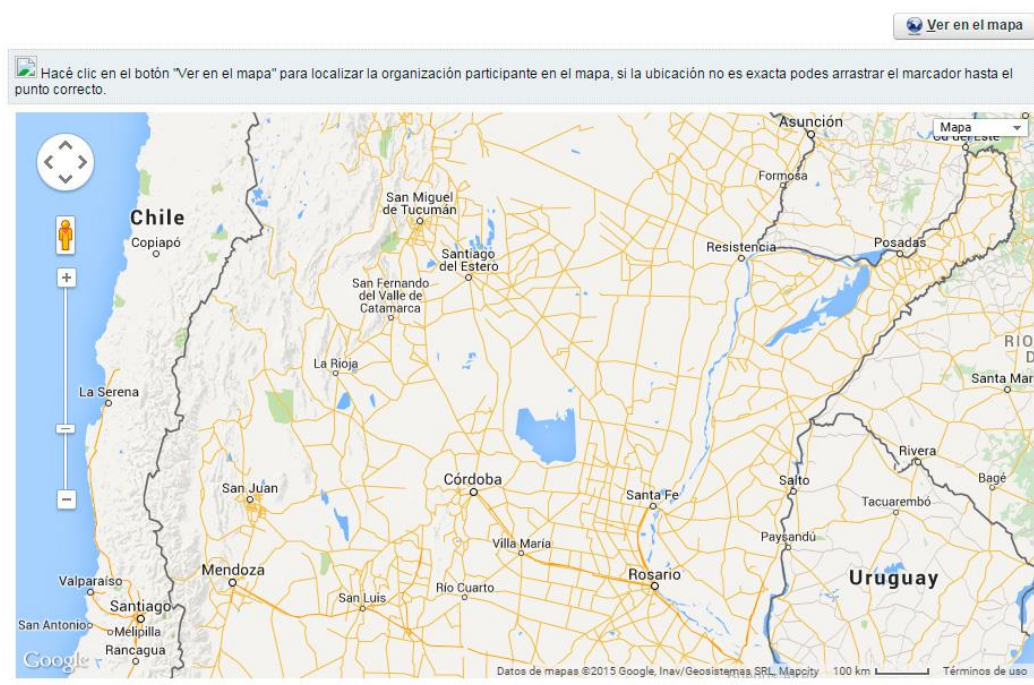 Ver en el mapa
Hacé clic en el botón "Ver en el mapa" para localizar la organización participante en el mapa, si la ubicación no es exacta podes arrastrar el marcador hasta el
punto correcto.
Asunción
Mapa
Cd del Este
Formosa
San Miguel
de Tucumán
Chile
Copiapó
Resistencia
Posadas
Santiago
del Estero
San Fernando
del Valle de
Catamarca
RIO
D
La Rioja
Santa Mar
La Serena
Rivera
Córdoba
Salto
Bagé
San Juan
Santa Fe
Tacuarembó
Villa María
Paysandú
Mendoza
Rosario
Uruguay
Valparaíso
Río Cuarto
San Luis
Santiago
San Antonio
Melipilla
Rancagua
Google
Datos de mapas ©2015 Google, Inav/Geosistemas SRL, Mapcity
100 km
Términos de uso